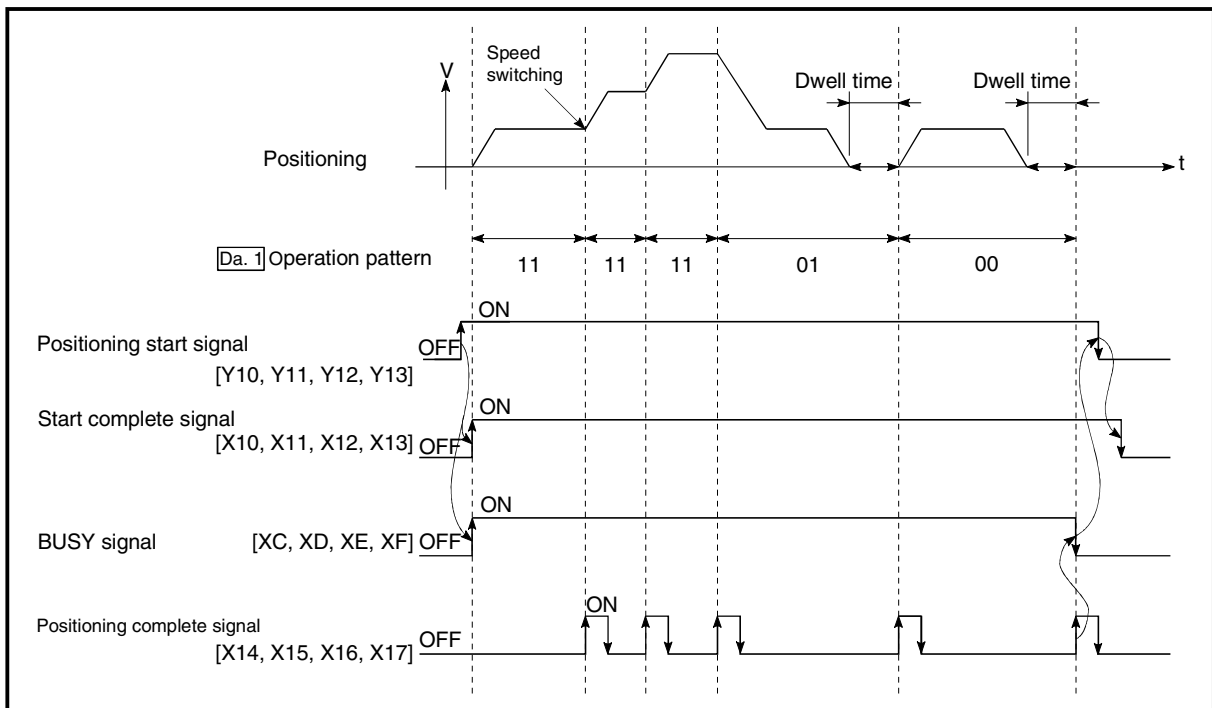 Speed
switching
V
Dwell time
Dwell time
Positioning
t
Da. 1 Operation pattern
11
11
11
01
00
ON
Positioning start signal
OFF
[Y10, Y11, Y12, Y13]
ON
Start complete signal
[X10, X11, X12, X13]
OFF
ON
BUSY signal
[XC, XD, XE, XF]
OFF
ON
Positioning complete signal
OFF
[X14, X15, X16, X17]